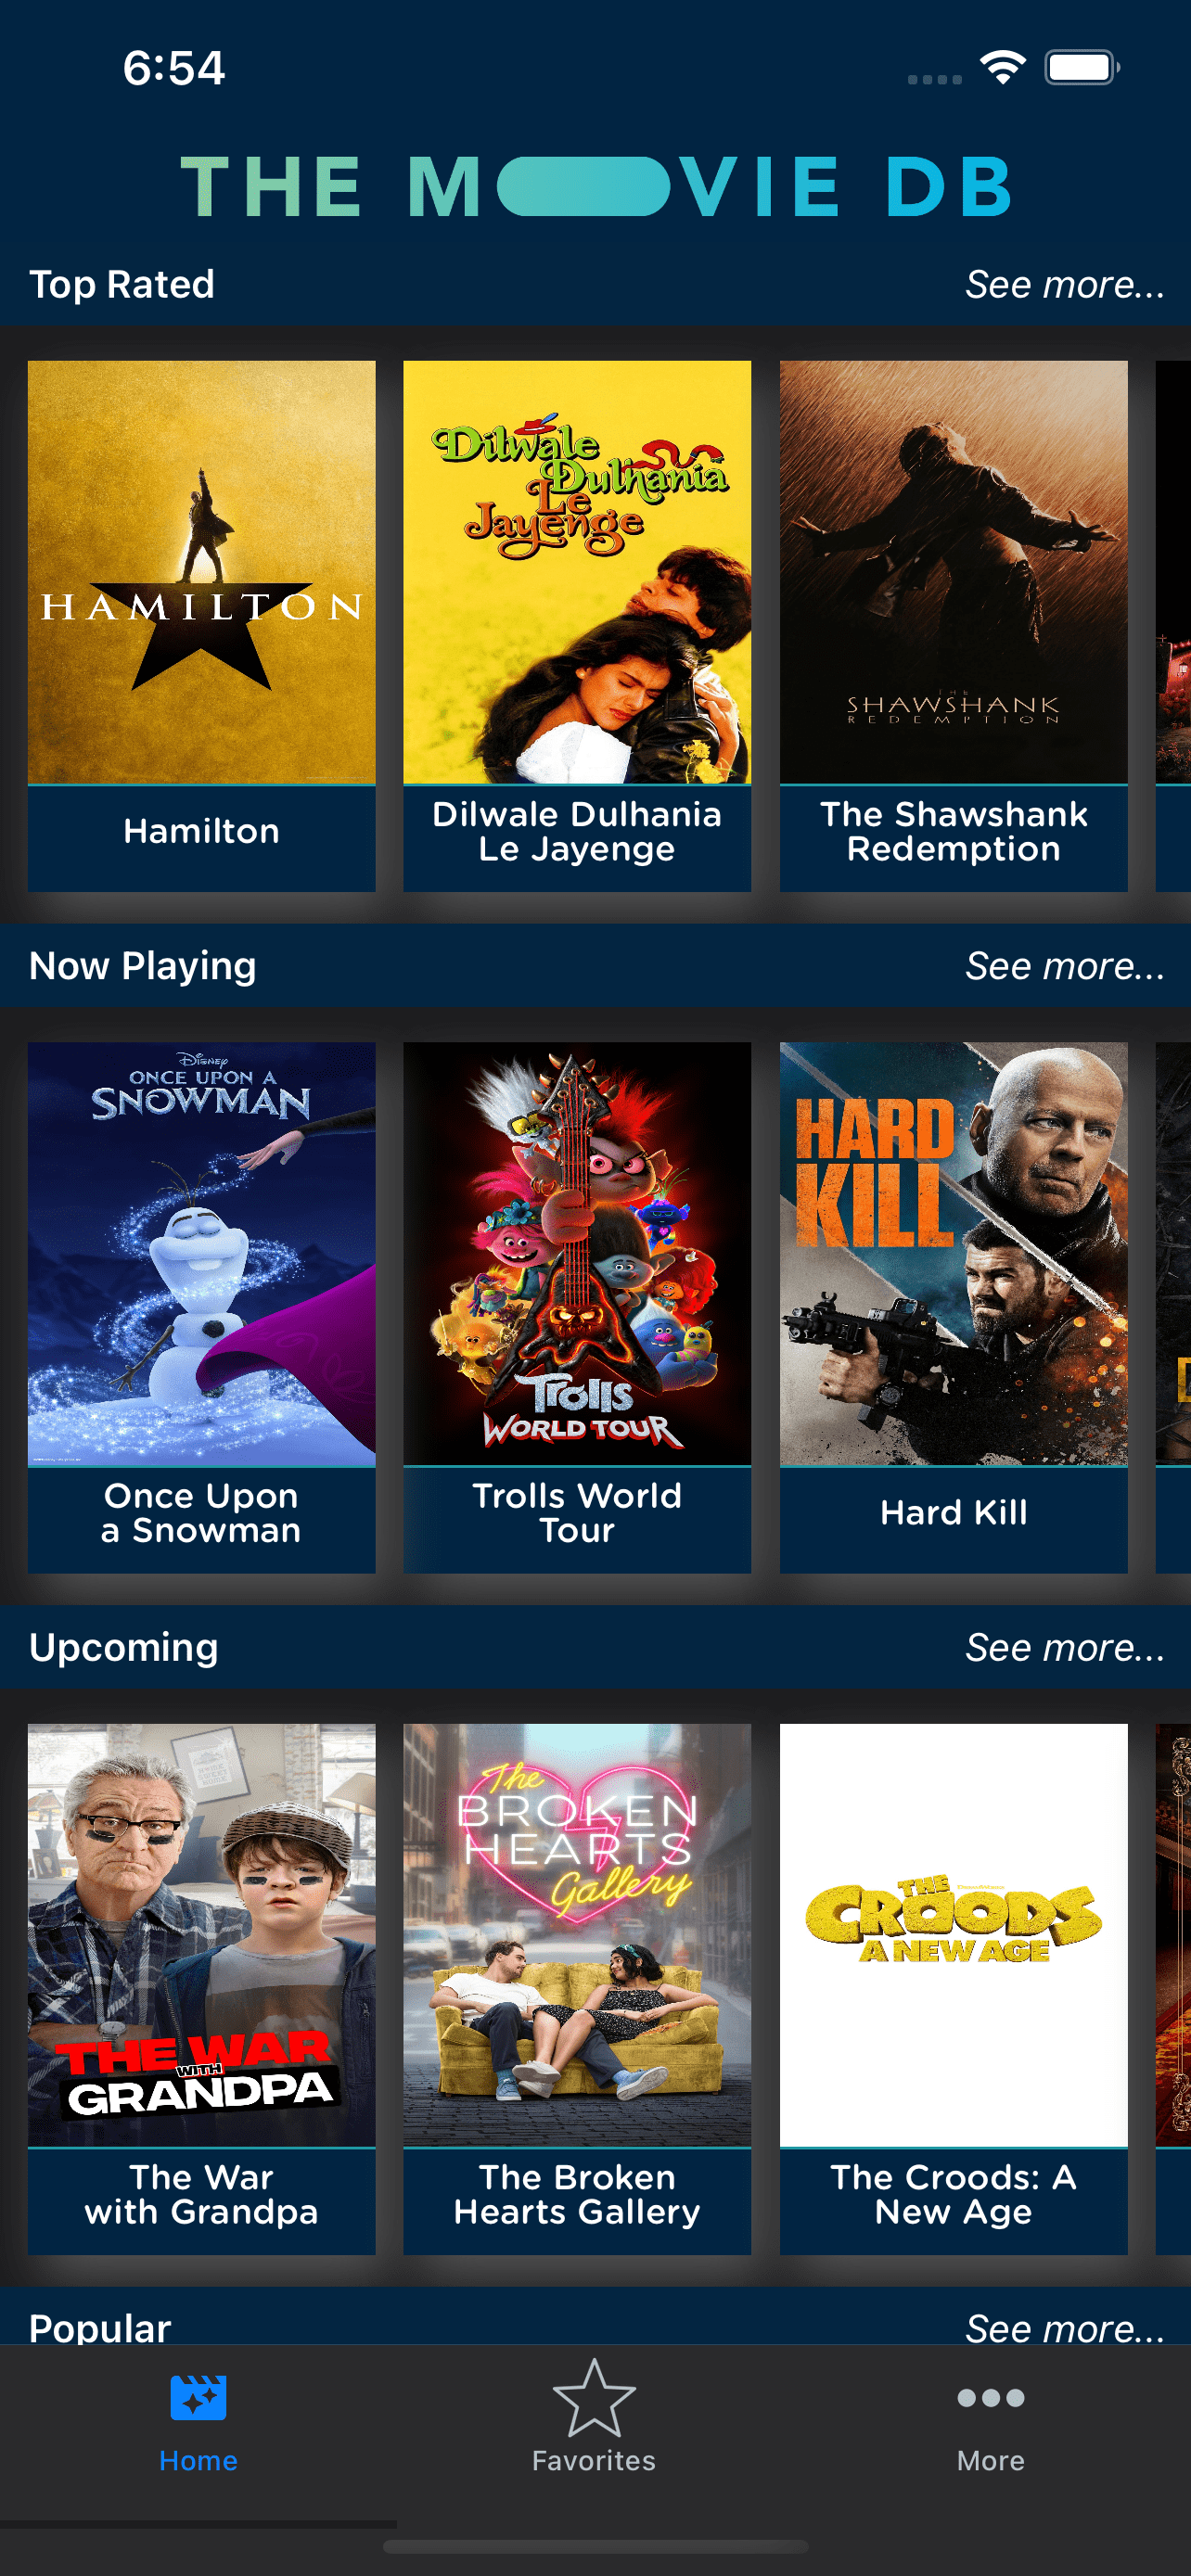 6:54
THE M VIE DB
Top Rated
See more...
HAMILTON
Dilwale
Dulhania
Le
Jayenge
THE
SHAWSHANK
REDEMPTION
Hamilton
Dilwale Dulhania
Le Jayenge
The Shawshank
Redemption
Now Playing
See more...
Disney
ONCE UPON A
SNOWMAN
Trolls
WORLD TOUR
HARD
KILL
Once Upon
a Snowman
Trolls World
Tour
Hard Kill
Upcoming
See more...
THE WAR
WITH
GRANDPA
The
BROKEN
HEARTS
Gallery
THE
CROODS
A NEW AGE
The War
with Grandpa
The Broken
Hearts Gallery
The Croods: A
New Age
Popular
See more...
Home
Favorites
More